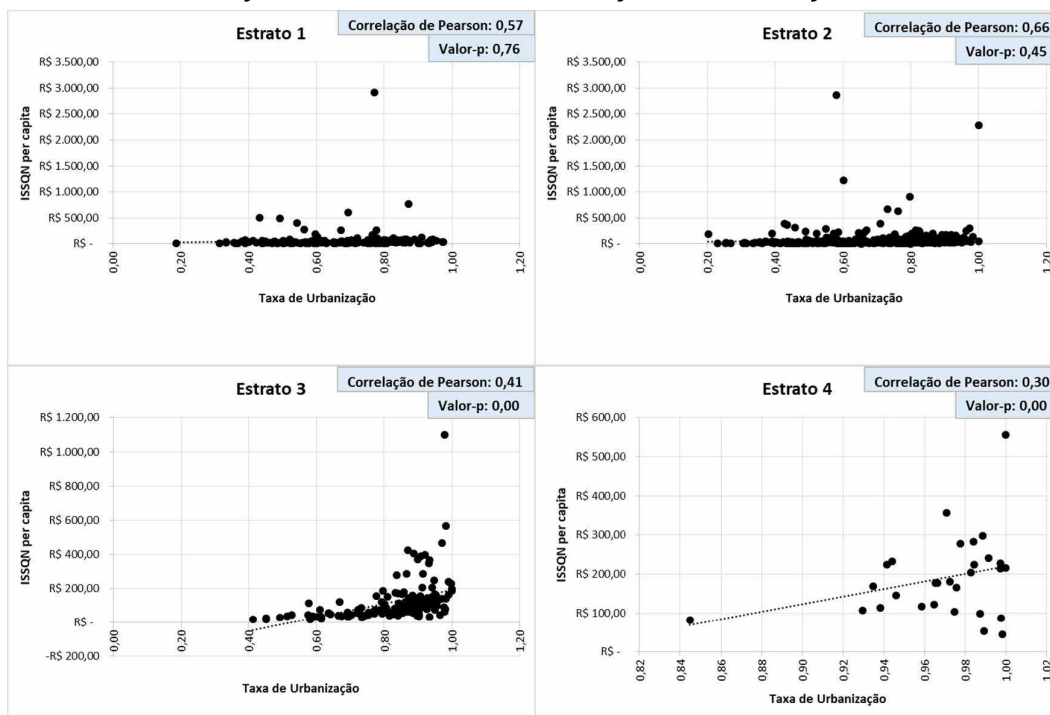 Estrato 1
Correlação de Pearson: 0,57
Valor-p: 0,76
ISSQN per capita
R$ 3.500,00
R$ 3.000,00
R$ 2.500,00
R$ 2.000,00
R$ 1.500,00
R$ 1.000,00
R$ 500,00
R$ -
0,00
0,20
0,40
0,60
0,80
1,00
1,20
Taxa de Urbanização
Estrato 2
Correlação de Pearson: 0,66
Valor-p: 0,45
ISSQN per capita
R$ 3.500,00
R$ 3.000,00
R$ 2.500,00
R$ 2.000,00
R$ 1.500,00
R$ 1.000,00
R$ 500,00
R$ -
0,00
0,20
0,40
0,60
0,80
1,00
1,20
Taxa de Urbanização
Estrato 3
Correlação de Pearson: 0,41
Valor-p: 0,00
ISSQN per capita
R$ 1.200,00
R$ 1.000,00
R$ 800,00
R$ 600,00
R$ 400,00
R$ 200,00
R$ -
-R$ 200,00
0,00
0,20
0,40
0,60
0,80
1,00
1,20
Taxa de Urbanização
Estrato 4
Correlação de Pearson: 0,30
Valor-p: 0,00
ISSQN per capita
R$ 600,00
R$ 500,00
R$ 400,00
R$ 300,00
R$ 200,00
R$ 100,00
R$ -
0,82
0,84
0,86
0,88
0,90
0,92
0,94
0,96
0,98
1,00
1,02
Taxa de Urbanização